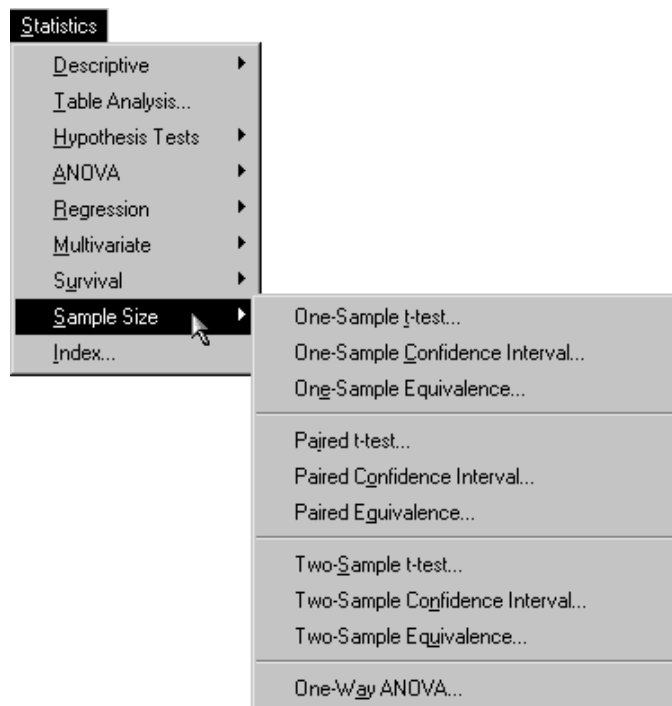 Statistics
Descriptive
Table Analysis...
Hypothesis Tests
ANOVA
Regression
Multivariate
Survival
Sample Size
Index...
One-Sample t-test...
One-Sample Confidence Interval...
One-Sample Equivalence...
Paired t-test...
Paired Confidence Interval...
Paired Equivalence...
Two-Sample t-test...
Two-Sample Confidence Interval...
Two-Sample Equivalence...
One-Way ANOVA...